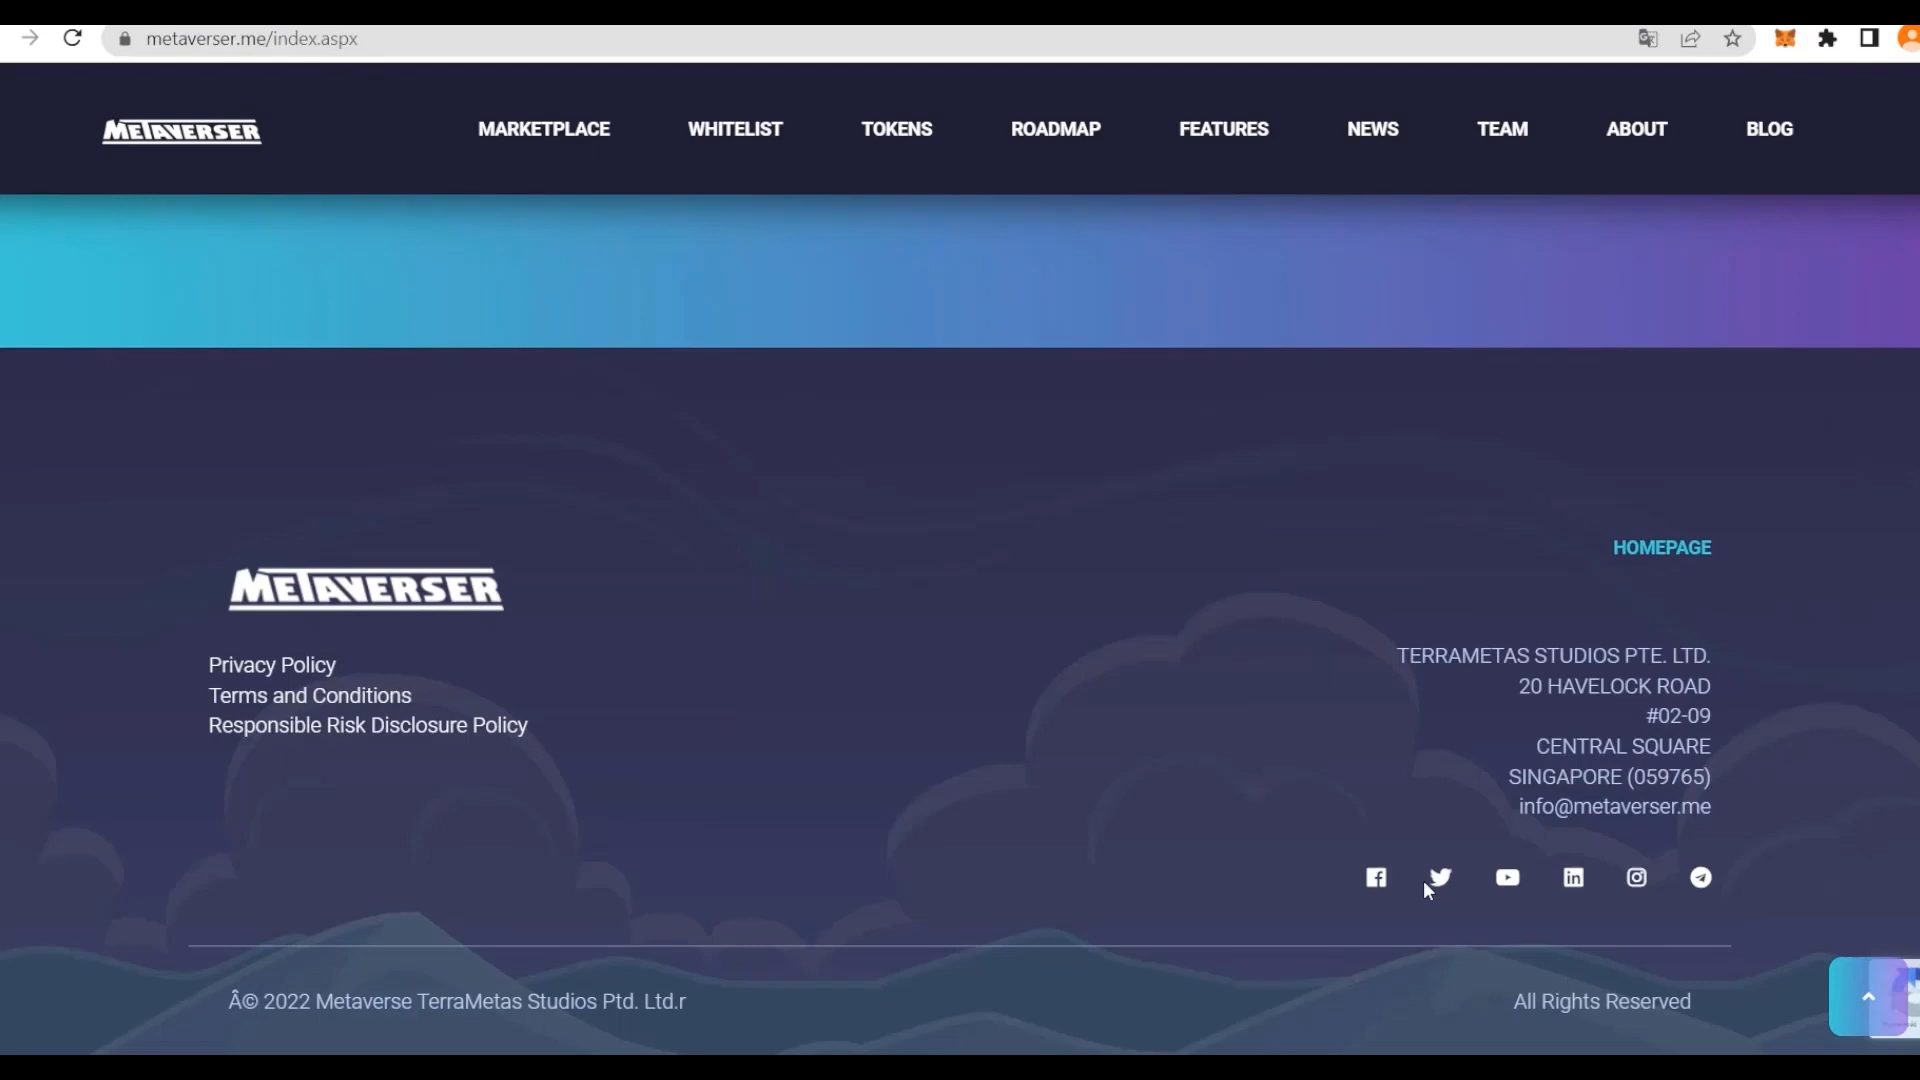 metaverser.me/index.aspx
METAVERSER
MARKETPLACE
WHITELIST
TOKENS
ROADMAP
FEATURES
NEWS
TEAM
ABOUT
BLOG
METAVERSER
Privacy Policy
Terms and Conditions
Responsible Risk Disclosure Policy
HOMEPAGE
TERRAMETAS STUDIOS PTE. LTD.
20 HAVELOCK ROAD
#02-09
CENTRAL SQUARE
SINGAPORE (059765)
info@metaverser.me
Â© 2022 Metaverse TerraMetas Studios Ptd. Ltd.r
All Rights Reserved